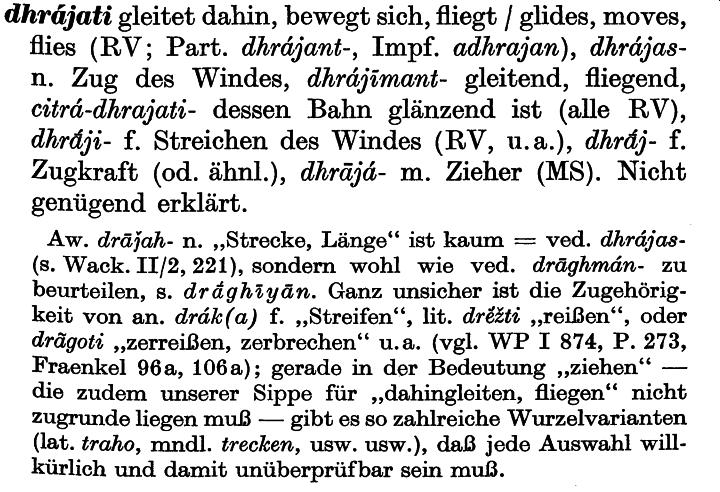 dhrájati gleitet dahin, bewegt sich, fliegt / glides, moves,
flies (RV; Part. dhrájant-, Impf. adhrajan), dhrájas-
n. Zug des Windes, dhrájīmant- gleitend, fliegend,
citrá-dhrajati- dessen Bahn glänzend ist (alle RV),
dhrā́ji- f. Streichen des Windes (RV, u.a.), dhrā́j- f.
Zugkraft (od. ähnl.), dhrājá- m. Zieher (MS). Nicht
genügend erklärt.
Aw. drāǰah- n. „Strecke, Länge“ ist kaum = ved. dhrájas-
(s. Wack. II/2, 221), sondern wohl wie ved. drāghmán- zu
beurteilen, s. drā́ghīyān. Ganz unsicher ist die Zugehörig-
keit von an. drák(a) f. „Streifen“, lit. drė̃žti „reißen“, oder
drãgoti „zerreißen, zerbrechen“ u.a. (vgl. WP I 874, P. 273,
Fraenkel 96a, 106a); gerade in der Bedeutung „ziehen“ —
die zudem unserer Sippe für „dahingleiten, fliegen“ nicht
zugrunde liegen muß — gibt es so zahlreiche Wurzelvarianten
(lat. traho, mndl. trecken, usw. usw.), daß jede Auswahl will-
kürlich und damit unüberprüfbar sein muß.